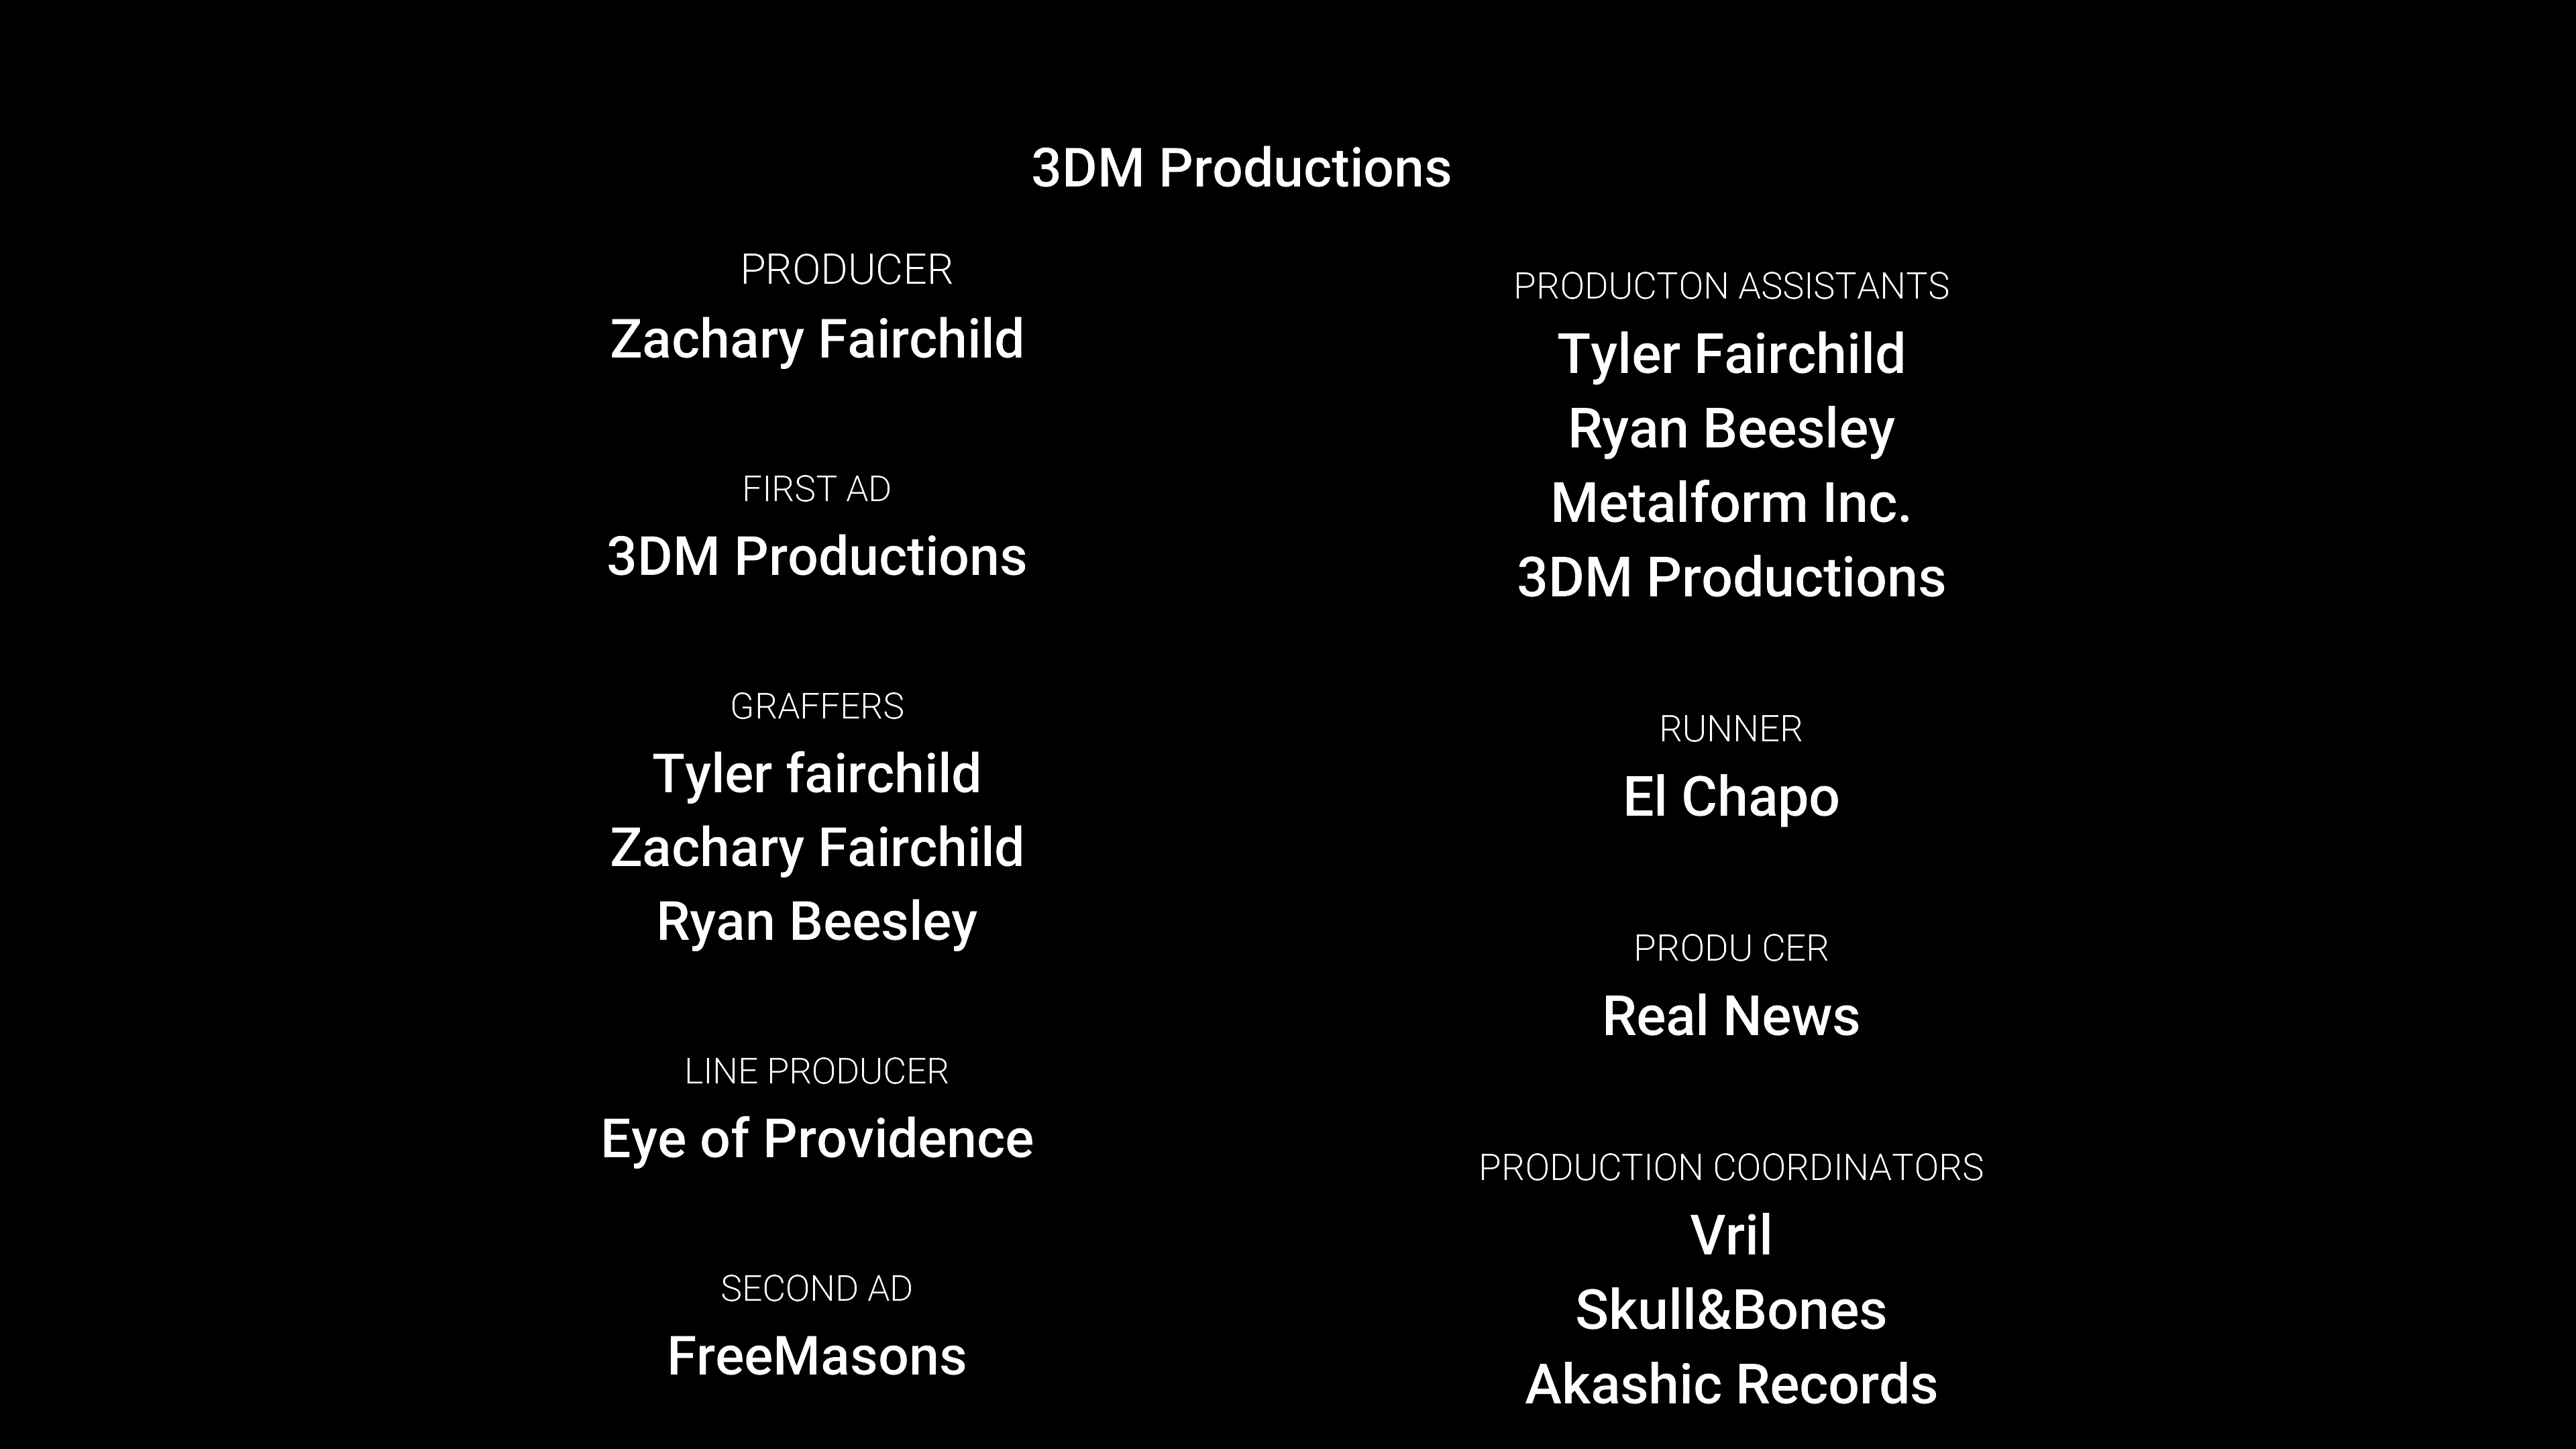 3DM Productions
PRODUCER
Zachary Fairchild
FIRST AD
3DM Productions
GRAFFERS
Tyler fairchild
Zachary Fairchild
Ryan Beesley
LINE PRODUCER
Eye of Providence
SECOND AD
FreeMasons
PRODUCTON ASSISTANTS
Tyler Fairchild
Ryan Beesley
Metalform Inc.
3DM Productions
RUNNER
El Chapo
PRODU CER
Real News
PRODUCTION COORDINATORS
Vril
Skull&Bones
Akashic Records